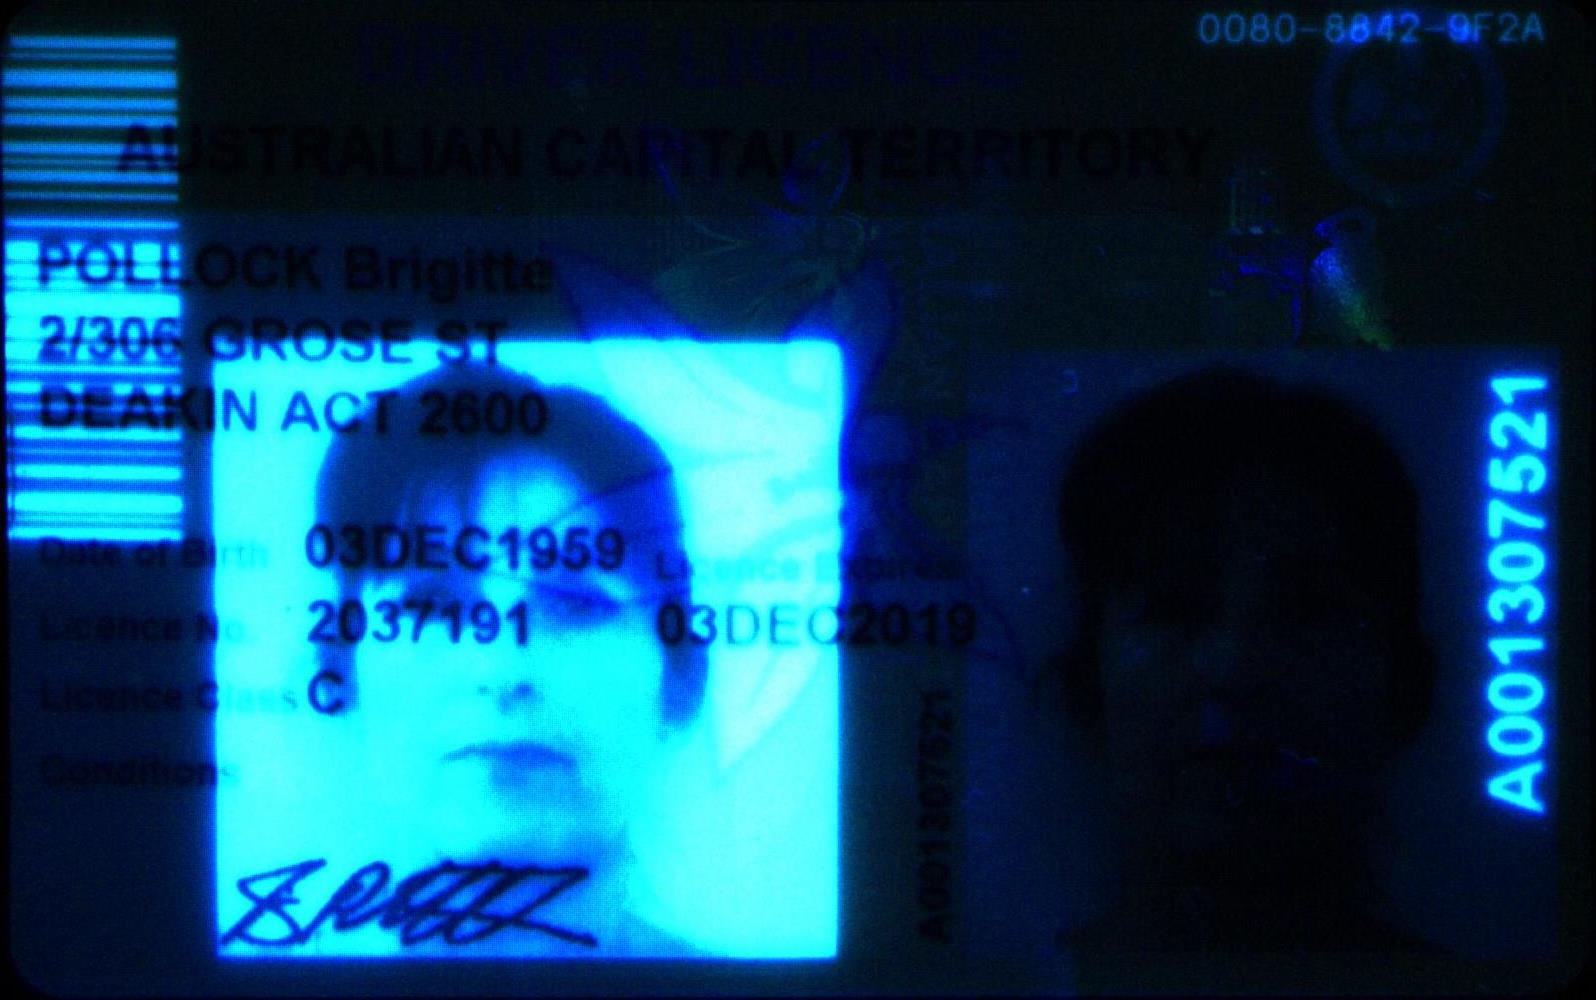 0080-8842-9F2A
DRIVER LICENCE
AUSTRALIAN CAPITAL TERRITORY
POLLOCK Brigitte
2/306 GROSE ST
DEAKIN ACT 2600
Date of Birth 03DEC1959 Licence Expires
Licence No. 2037191 03DEC2019
Licence Class C
Conditions
A001307521
A001307521